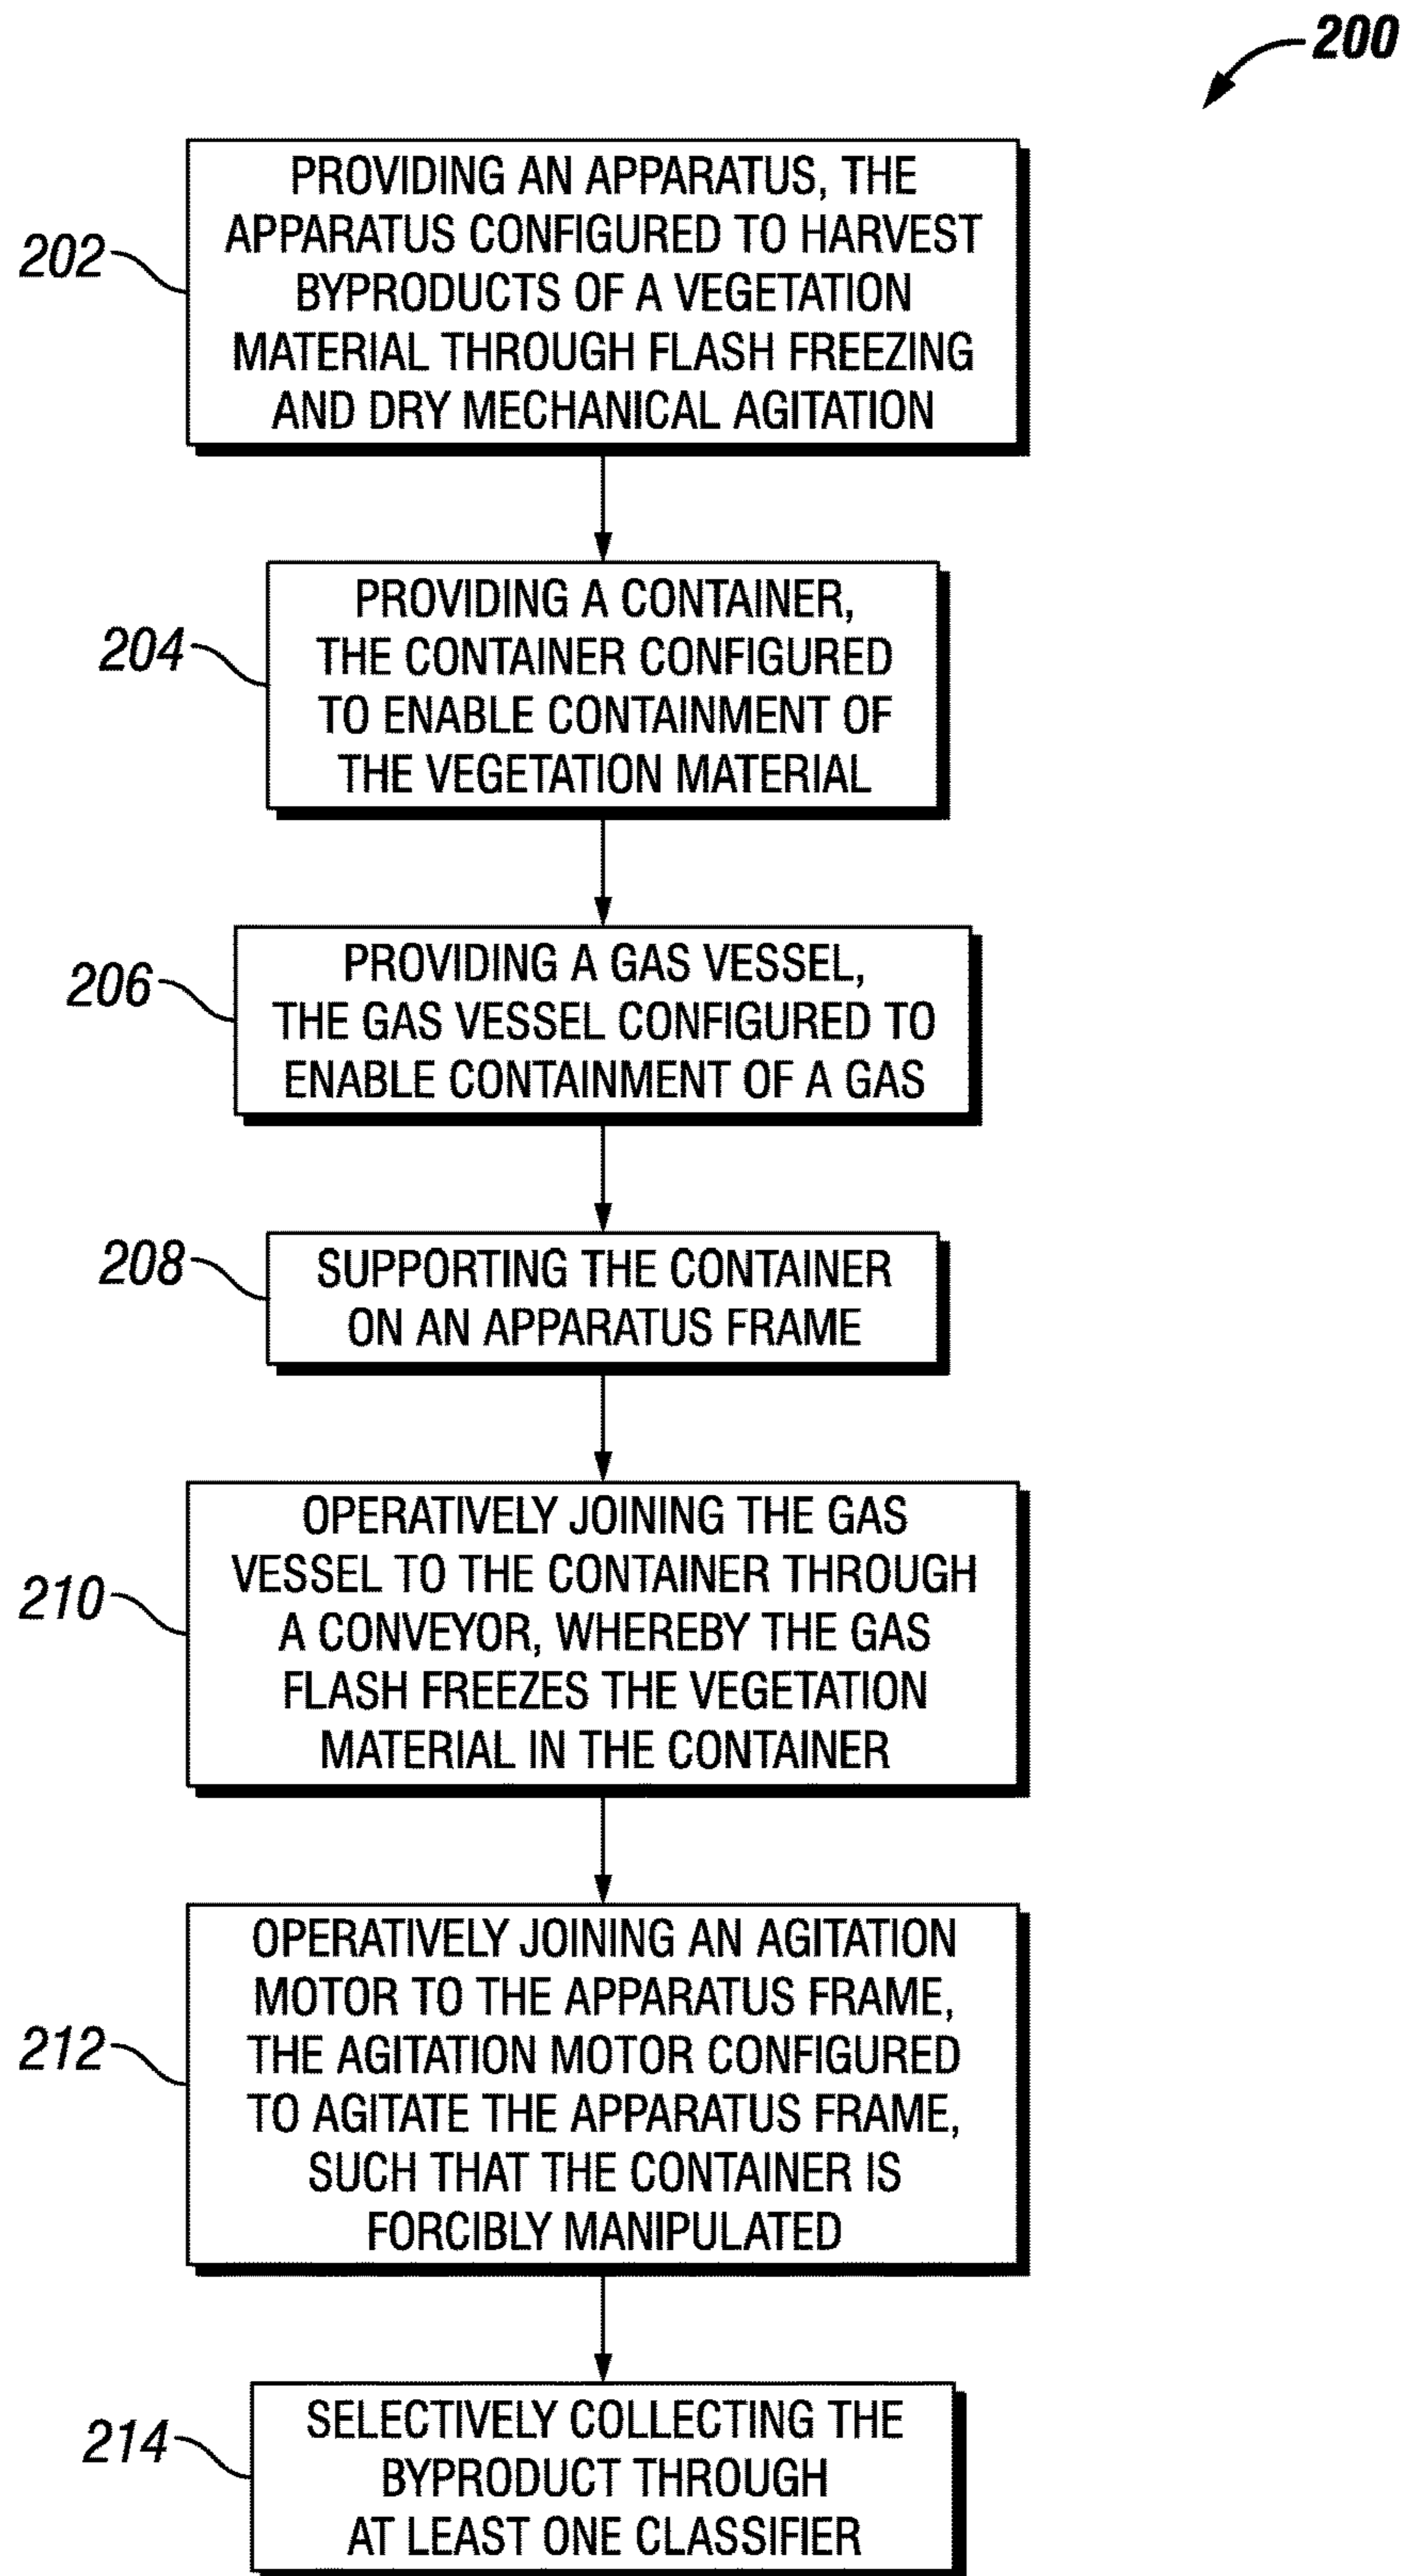 200
202
PROVIDING AN APPARATUS, THE
APPARATUS CONFIGURED TO HARVEST
BYPRODUCTS OF A VEGETATION
MATERIAL THROUGH FLASH FREEZING
AND DRY MECHANICAL AGITATION
204
PROVIDING A CONTAINER,
THE CONTAINER CONFIGURED
TO ENABLE CONTAINMENT OF
THE VEGETATION MATERIAL
206
PROVIDING A GAS VESSEL,
THE GAS VESSEL CONFIGURED TO
ENABLE CONTAINMENT OF A GAS
208
SUPPORTING THE CONTAINER
ON AN APPARATUS FRAME
210
OPERATIVELY JOINING THE GAS
VESSEL TO THE CONTAINER THROUGH
A CONVEYOR, WHEREBY THE GAS
FLASH FREEZES THE VEGETATION
MATERIAL IN THE CONTAINER
212
OPERATIVELY JOINING AN AGITATION
MOTOR TO THE APPARATUS FRAME,
THE AGITATION MOTOR CONFIGURED
TO AGITATE THE APPARATUS FRAME,
SUCH THAT THE CONTAINER IS
FORCIBLY MANIPULATED
214
SELECTIVELY COLLECTING THE
BYPRODUCT THROUGH
AT LEAST ONE CLASSIFIER